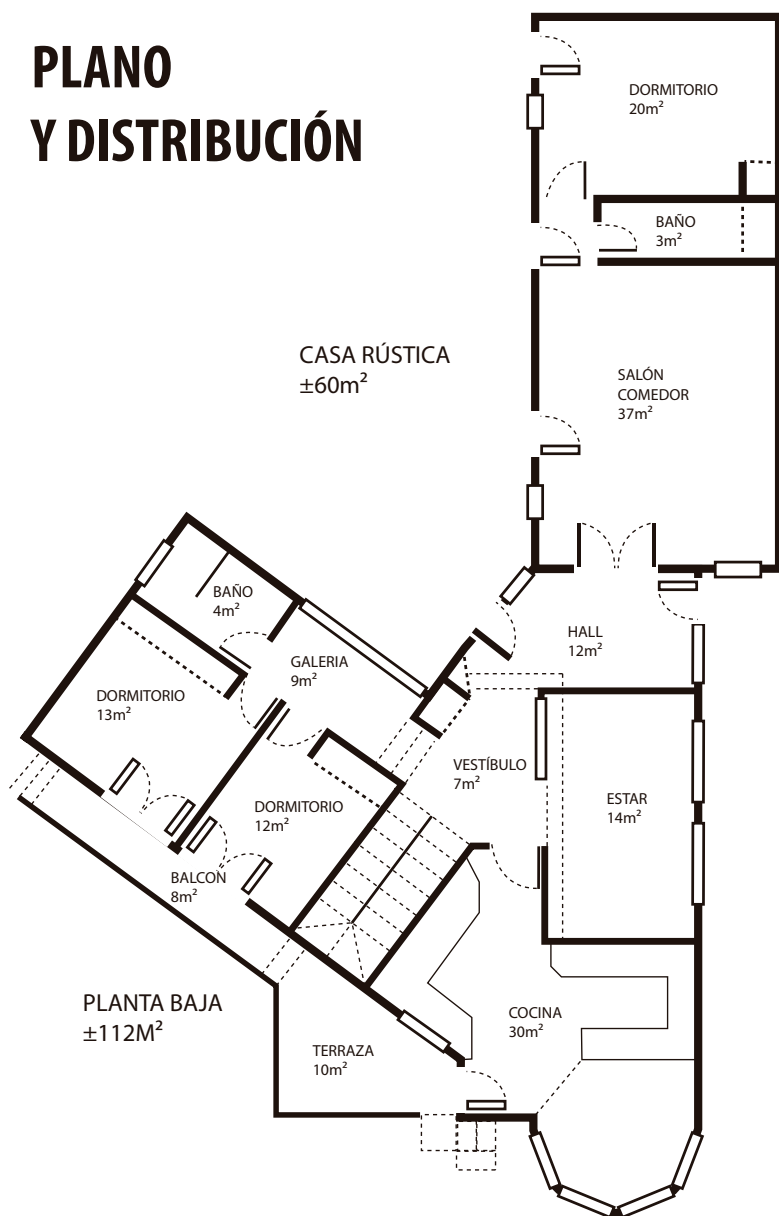 PLANO
Y DISTRIBUCIÓN
DORMITORIO
20m²
BAÑO
3m²
CASA RÚSTICA
±60m²
SALÓN
COMEDOR
37m²
BAÑO
4m²
GALERIA
9m²
HALL
12m²
DORMITORIO
13m²
VESTÍBULO
7m²
ESTAR
14m²
DORMITORIO
12m²
BALCON
8m²
PLANTA BAJA
±112M²
COCINA
30m²
TERRAZA
10m²